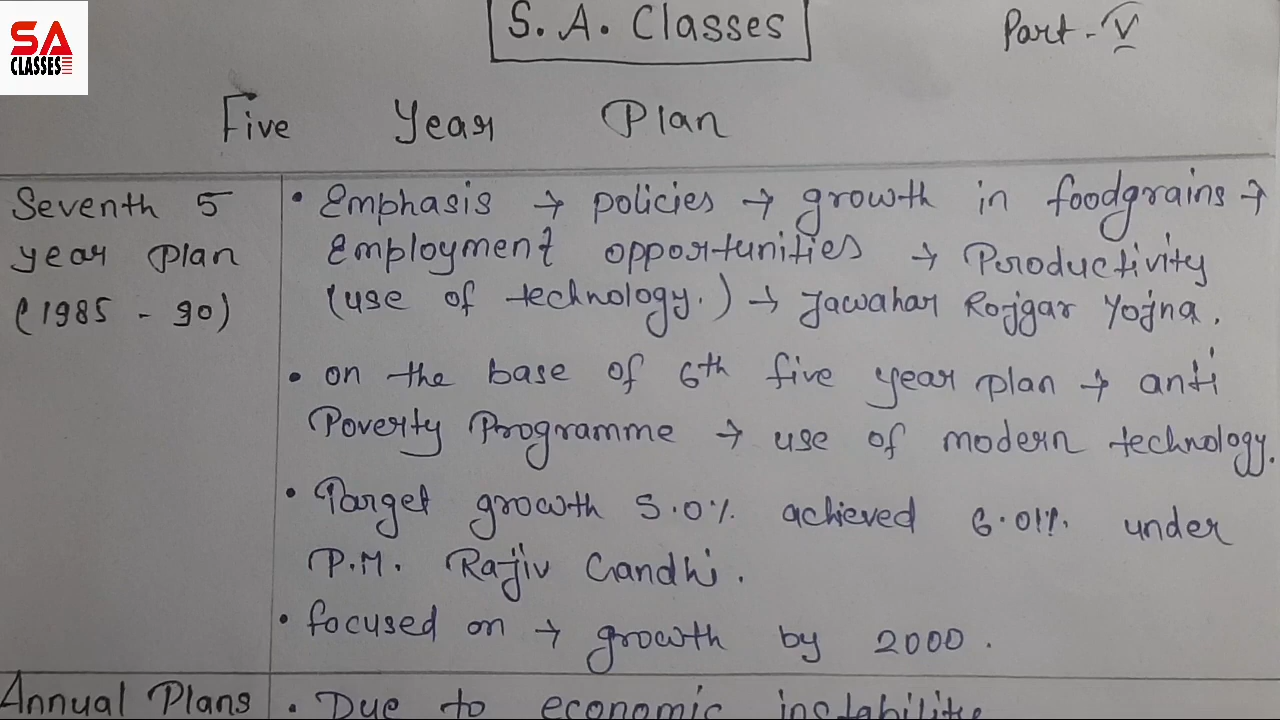 SA
CLASSES
S. A. Classes
Part - V
Five Year Plan
Seventh 5
year Plan
(1985 - 90)
• Emphasis → policies → growth in foodgrains →
Employment opportunities → Productivity
(use of technology.) → Jawahar Rojgar Yojna.
• on the base of 6th five year plan → anti
Poverty Programme → use of modern technology.
• Target growth 5.0% achieved 6.01% under
P.M. Rajiv Gandhi.
• focused on → growth by 2000.
Annual Plans
• Due to economic instabilitie